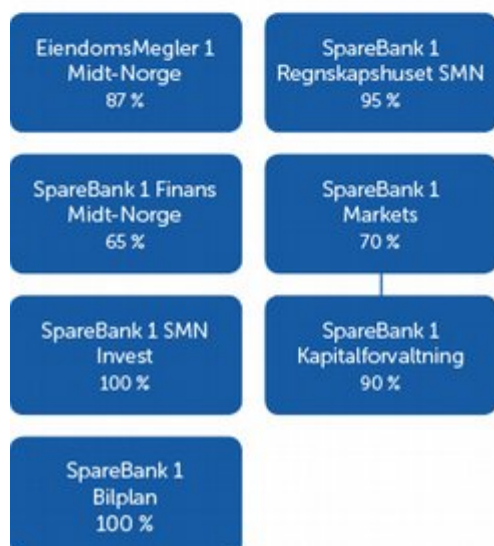 EiendomsMegler 1
Midt-Norge
87 %
SpareBank 1
Regnskapshuset SMN
95 %
SpareBank 1 Finans
Midt-Norge
65 %
SpareBank 1
Markets
70 %
SpareBank 1 SMN
Invest
100 %
SpareBank 1
Kapitalforvaltning
90 %
SpareBank 1
Bilplan
100 %